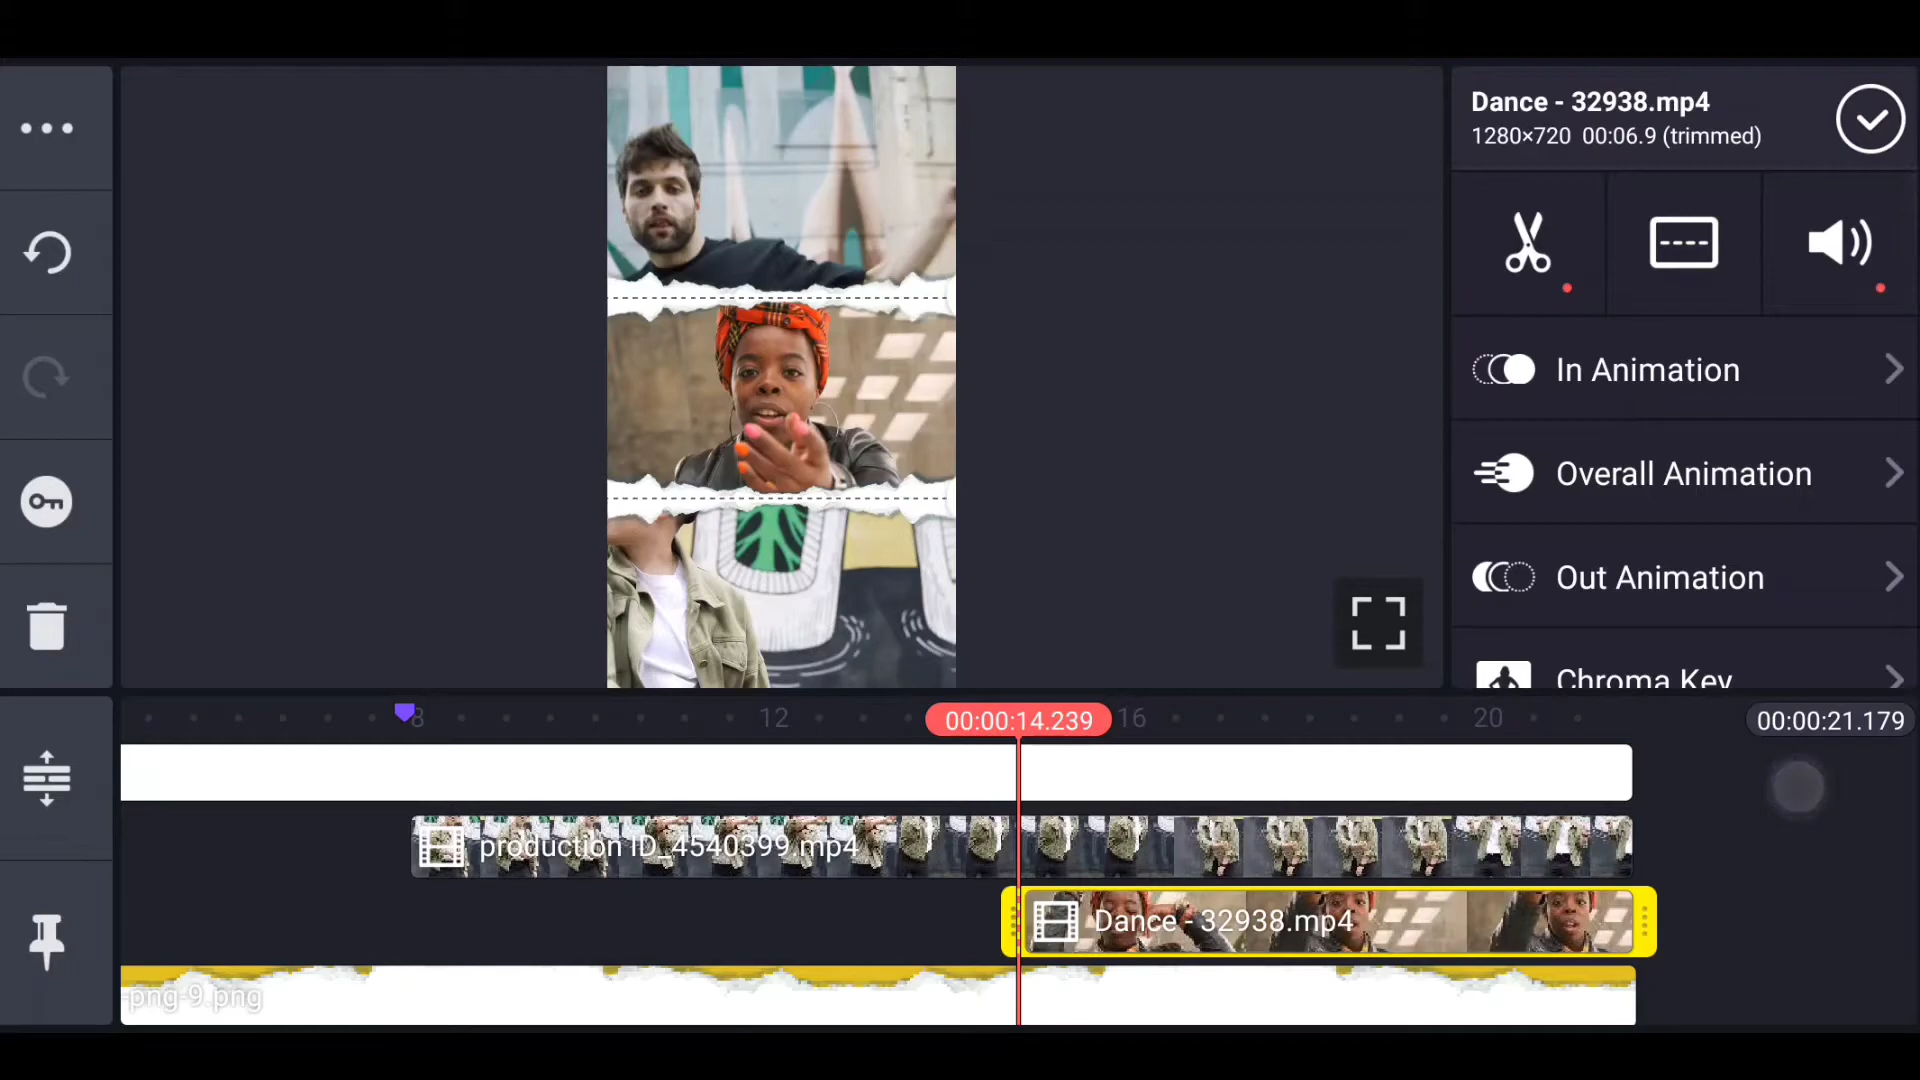 Dance - 32938.mp4
1280×720 00:06.9 (trimmed)
In Animation
Overall Animation
Out Animation
Chroma Key
8
12
00:00:14.239
16
20
00:00:21.179
production ID_4540399.mp4
Dance - 32938.mp4
png-9.png